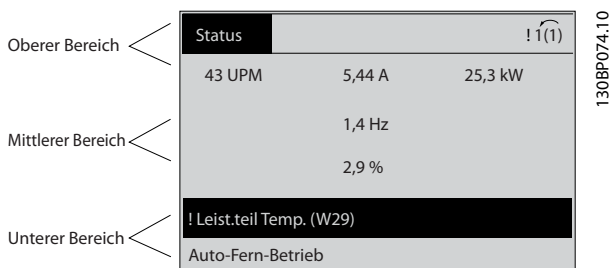 Oberer Bereich
Status !1(1)
43 UPM 5,44 A 25,3 kW
Mittlerer Bereich
1,4 Hz
2,9 %
Unterer Bereich
! Leist.teil Temp. (W29)
Auto-Fern-Betrieb
130BP074.10